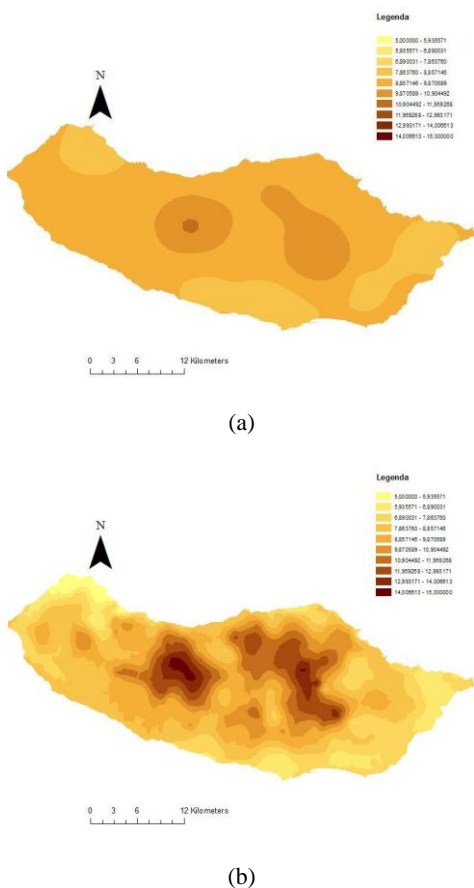 Legenda
5,000000 - 5,935571
5,935571 - 6,890031
6,890031 - 7,863760
7,863760 - 8,857146
8,857146 - 9,870589
9,870589 - 10,904492
10,904492 - 11,959268
11,959268 - 12,993171
12,993171 - 14,006613
14,006613 - 15,000000
N
0 3 6 12 Kilometers
(a)
Legenda
5,000000 - 5,935571
5,935571 - 6,890031
6,890031 - 7,863760
7,863760 - 8,857146
8,857146 - 9,870589
9,870589 - 10,904492
10,904492 - 11,959268
11,959268 - 12,993171
12,993171 - 14,006613
14,006613 - 15,000000
N
0 3 6 12 Kilometers
(b)